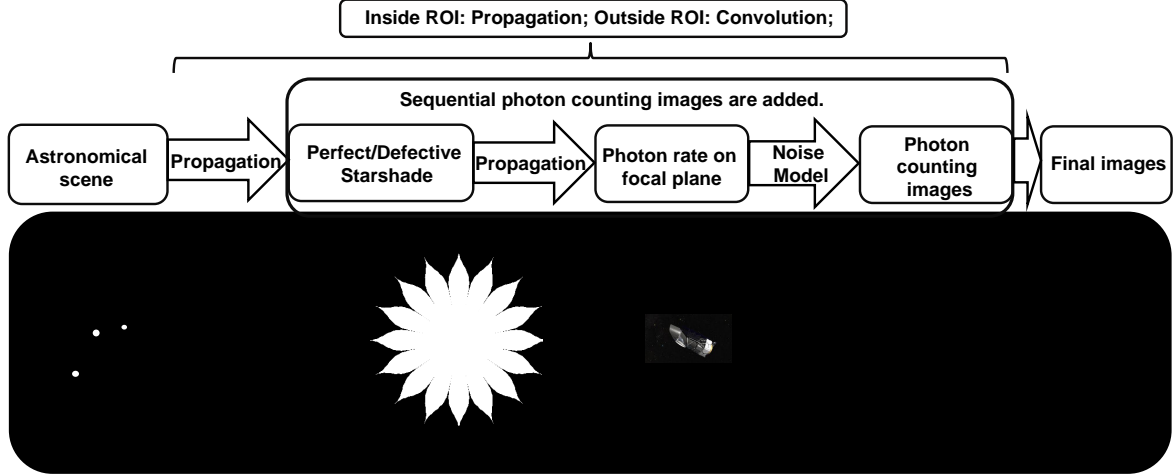 Inside ROI: Propagation; Outside ROI: Convolution;
Sequential photon counting images are added.
Astronomical
scene
Propagation
Perfect/Defective
Starshade
Propagation
Photon rate on
focal plane
Noise
Model
Photon
counting
images
Final images